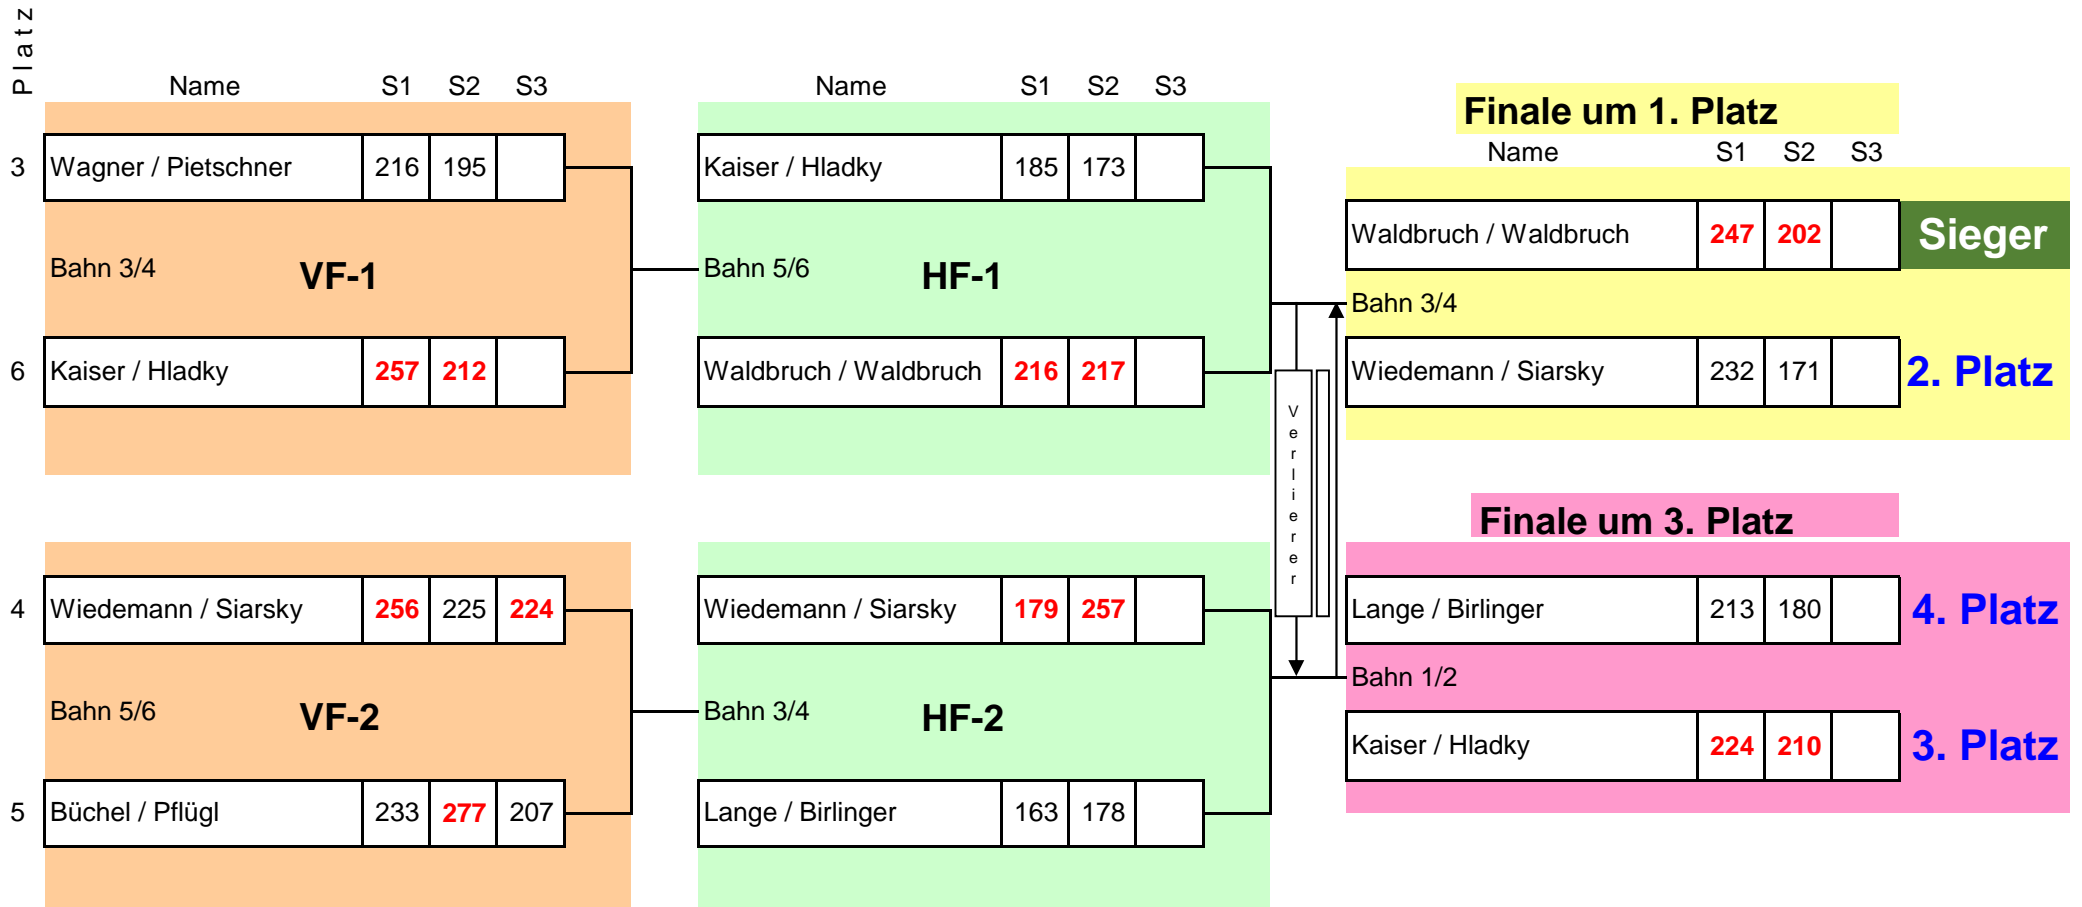 Platz
Name S1 S2 S3
3 Wagner / Pietschner 216 195
Bahn 3/4 VF-1
6 Kaiser / Hladky 257 212
4 Wiedemann / Siarsky 256 225 224
Bahn 5/6 VF-2
5 Büchel / Pflügl 233 277 207
Name S1 S2 S3
Kaiser / Hladky 185 173
Bahn 5/6 HF-1
Waldbruch / Waldbruch 216 217
Wiedemann / Siarsky 179 257
Bahn 3/4 HF-2
Lange / Birlinger 163 178
Verlierer
Finale um 1. Platz
Name S1 S2 S3
Waldbruch / Waldbruch 247 202 Sieger
Bahn 3/4
Wiedemann / Siarsky 232 171 2. Platz
Finale um 3. Platz
Lange / Birlinger 213 180 4. Platz
Bahn 1/2
Kaiser / Hladky 224 210 3. Platz